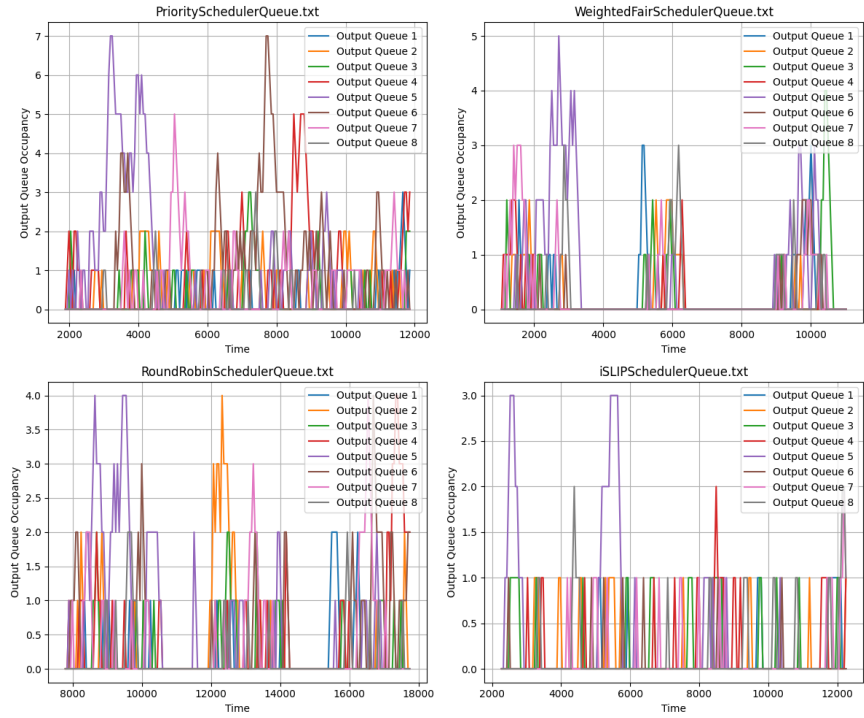 PrioritySchedulerQueue.txt
Output Queue Occupancy
7
6
5
4
3
2
1
0
Output Queue 1
Output Queue 2
Output Queue 3
Output Queue 4
Output Queue 5
Output Queue 6
Output Queue 7
Output Queue 8
2000 4000 6000 8000 10000 12000
Time
WeightedFairSchedulerQueue.txt
Output Queue Occupancy
5
4
3
2
1
0
Output Queue 1
Output Queue 2
Output Queue 3
Output Queue 4
Output Queue 5
Output Queue 6
Output Queue 7
Output Queue 8
2000 4000 6000 8000 10000
Time
RoundRobinSchedulerQueue.txt
Output Queue Occupancy
4.0
3.5
3.0
2.5
2.0
1.5
1.0
0.5
0.0
Output Queue 1
Output Queue 2
Output Queue 3
Output Queue 4
Output Queue 5
Output Queue 6
Output Queue 7
Output Queue 8
8000 10000 12000 14000 16000 18000
Time
iSLIPSchedulerQueue.txt
Output Queue Occupancy
3.0
2.5
2.0
1.5
1.0
0.5
0.0
Output Queue 1
Output Queue 2
Output Queue 3
Output Queue 4
Output Queue 5
Output Queue 6
Output Queue 7
Output Queue 8
2000 4000 6000 8000 10000 12000
Time